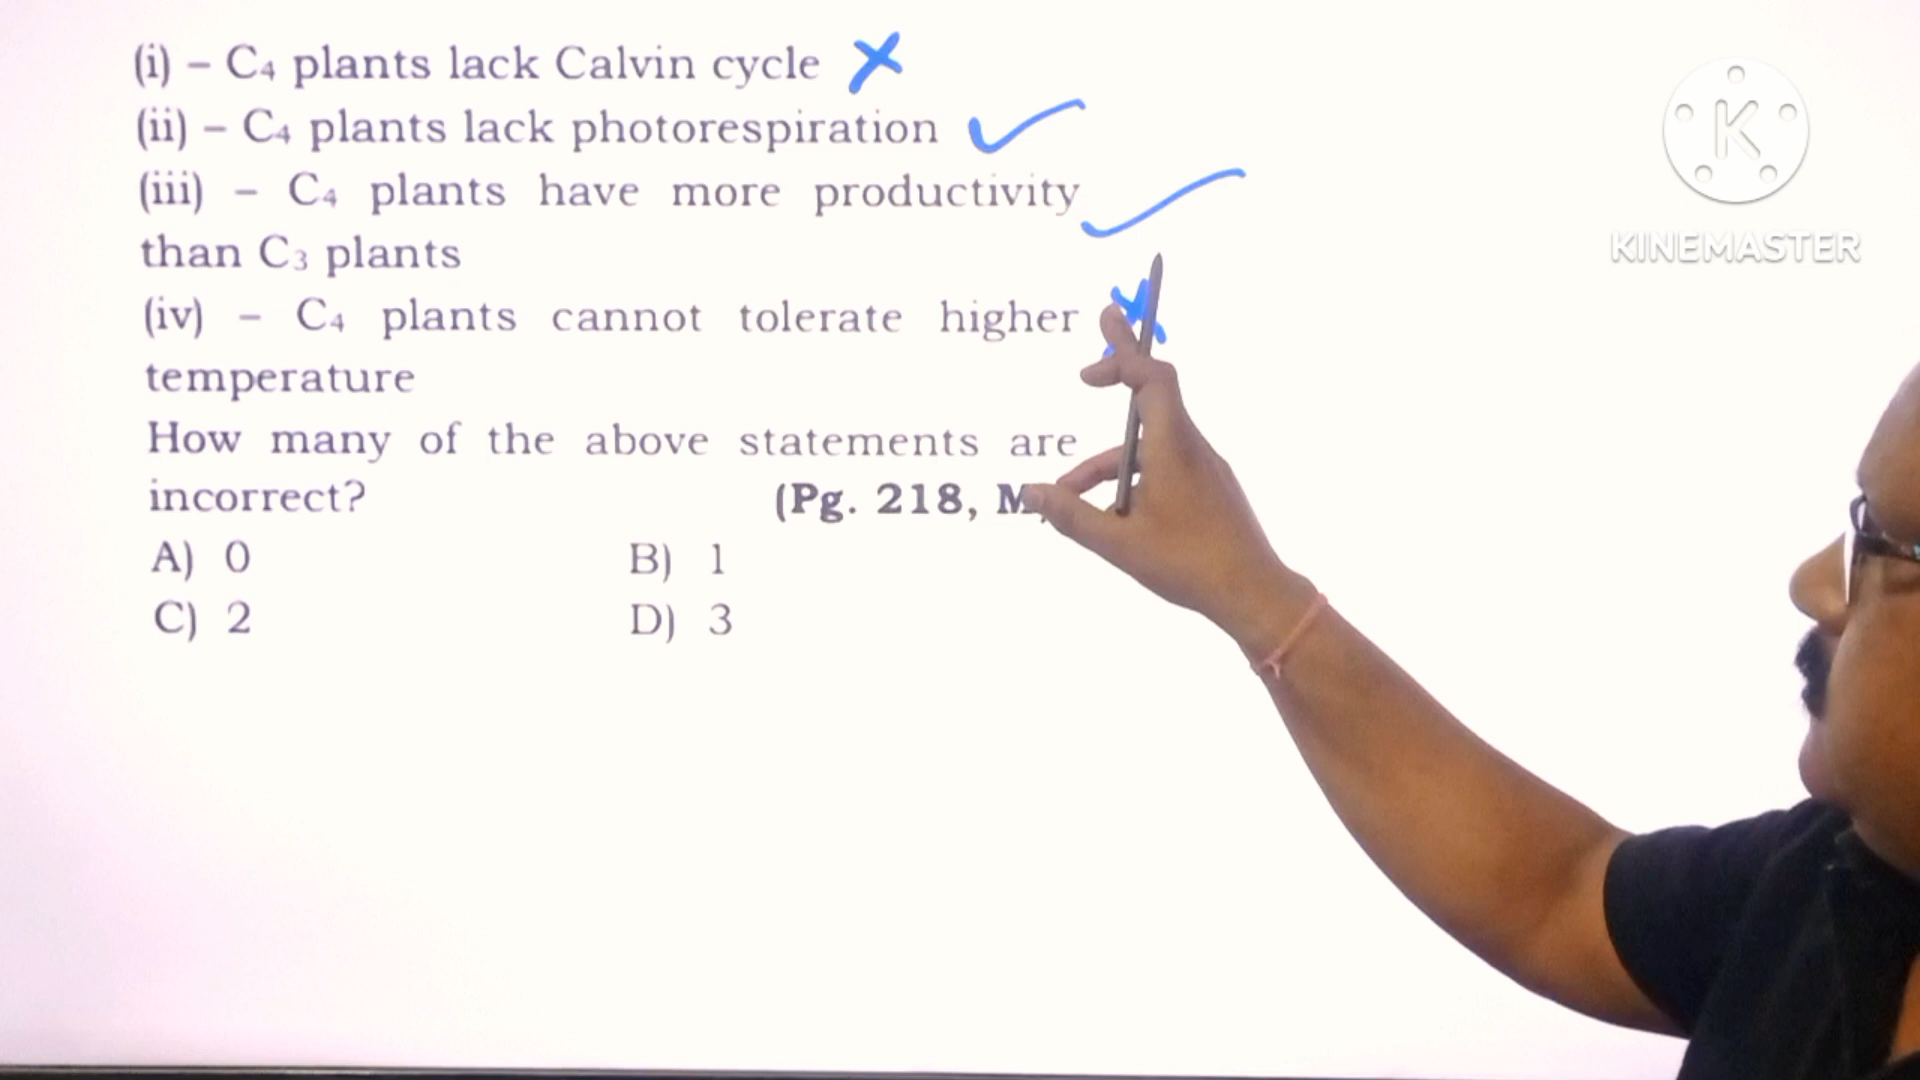 (i) – C₄ plants lack Calvin cycle
(ii) – C₄ plants lack photorespiration
(iii) – C₄ plants have more productivity
than C₃ plants
(iv) – C₄ plants cannot tolerate higher
temperature
How many of the above statements are
incorrect? (Pg. 218, M
A) 0 B) 1
C) 2 D) 3
K
KINEMASTER